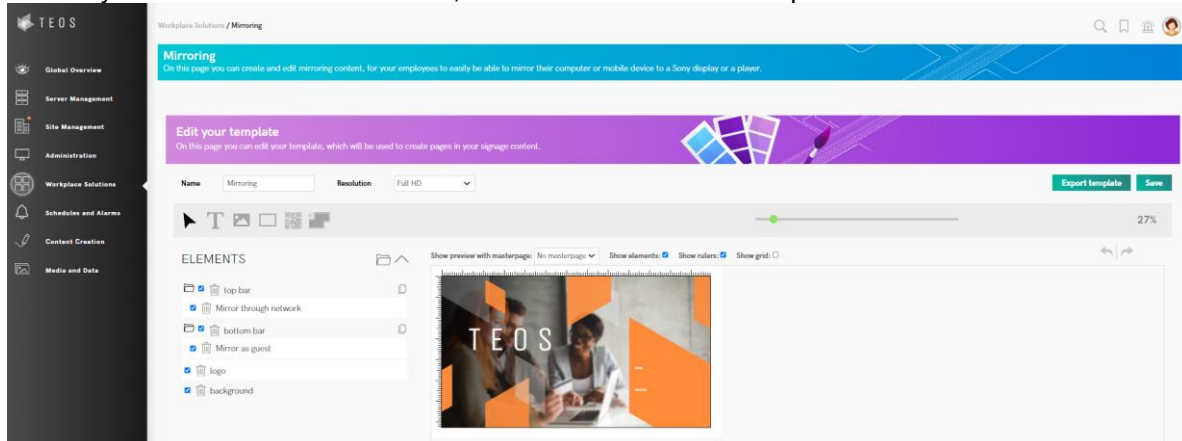 TEOS
Workplace Solutions / Mirroring
Mirroring
On this page you can create and edit mirroring content, for your employees to easily be able to mirror their computer or mobile device to a Sony display or a player.
Global Overview
Server Management
Site Management
Administration
Workplace Solutions
Schedules and Alarms
Content Creation
Media and Data
Edit your template
On this page you can edit your template, which will be used to create pages in your signage content.
Name Mirroring Resolution Full HD Export template Save
27%
ELEMENTS
Show preview with masterpage: No masterpage Show elements: Show rulers: Show grid:
top bar
Mirror through network
bottom bar
Mirror as guest
logo
background
TEOS